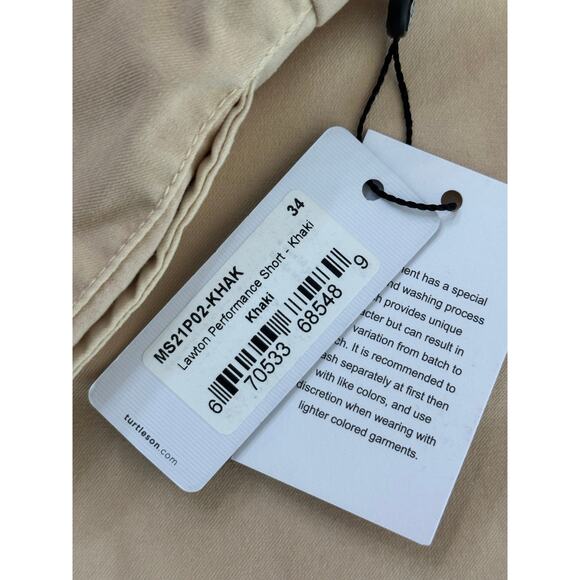 34
MS21P02-KHAK
Lawton Performance Short - Khaki
Khaki
6 70533 68548 9
turtleson.com
has a special
washing process
provides unique
but can result in
variation from batch to
It is recommended to
separately at first then
with like colors, and use
discretion when wearing with
lighter colored garments.